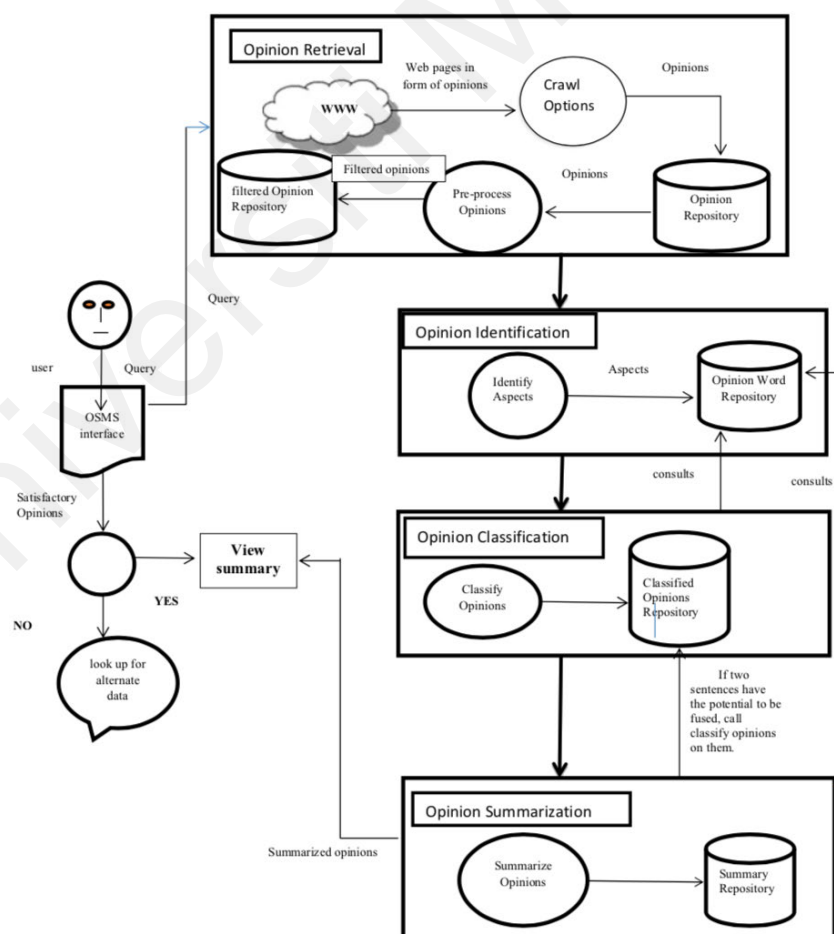 Opinion Retrieval
Web pages in
form of opinions
Opinions
WWW
Crawl
Options
Filtered opinions
Opinions
filtered Opinion
Repository
Pre-process
Opinions
Opinion
Repository
Query
user
Query
OSMS
interface
Satisfactory
Opinions
View
summary
YES
NO
look up for
alternate
data
Opinion Identification
Identify
Aspects
Aspects
Opinion Word
Repository
consults
consults
Opinion Classification
Classify
Opinions
Classified
Opinions
Repository
If two
sentences have
the potential to be
fused, call
classify opinions
on them.
Opinion Summarization
Summarized opinions
Summarize
Opinions
Summary
Repository
universiti M